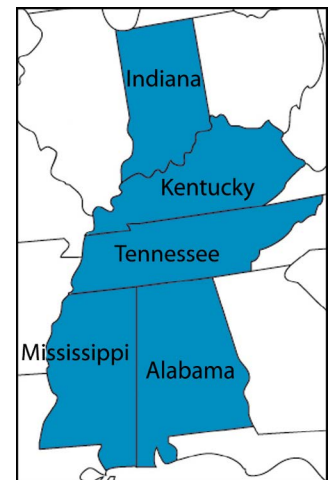 Indiana
Kentucky
Tennessee
Mississippi
Alabama